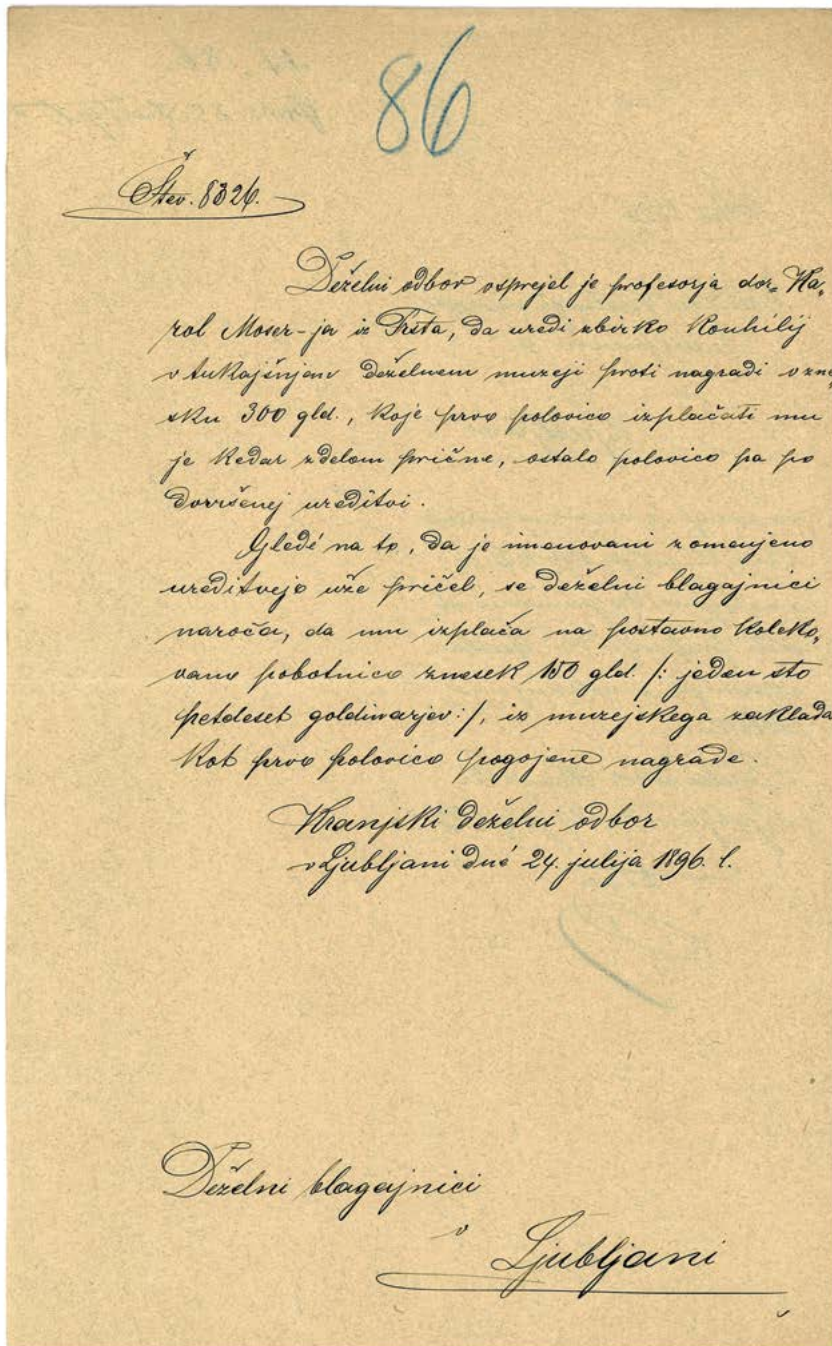 86
Štev. 8326.
Deželni odbor vsprejel je profesorja dor= Ka,
rol Moser-ja iz Trsta, da uredi zbirko konhilij
v tukajšnjem deželnem muzeji proti nagradi v zne,
sku 300 gld., koje prvo polovico izplačati mu
je kedar z delom prične, ostalo polovico pa po
dovršenej ureditvi.
Gledé na to, da je imenovani z omenjeno
ureditvejo uže pričel, se deželni blagajnici
naroča, da mu izplača na postavno koleko,
vano pobotnico znesek 150 gld. /: jeden sto
petdeset goldinarjev :/, iz muzejskega zaklada
kot prvo polovico pogojene nagrade.
Kranjski deželni odbor
v Ljubljani dné 24. julija 1896. l.
Deželni blagajnici
v
Ljubljani